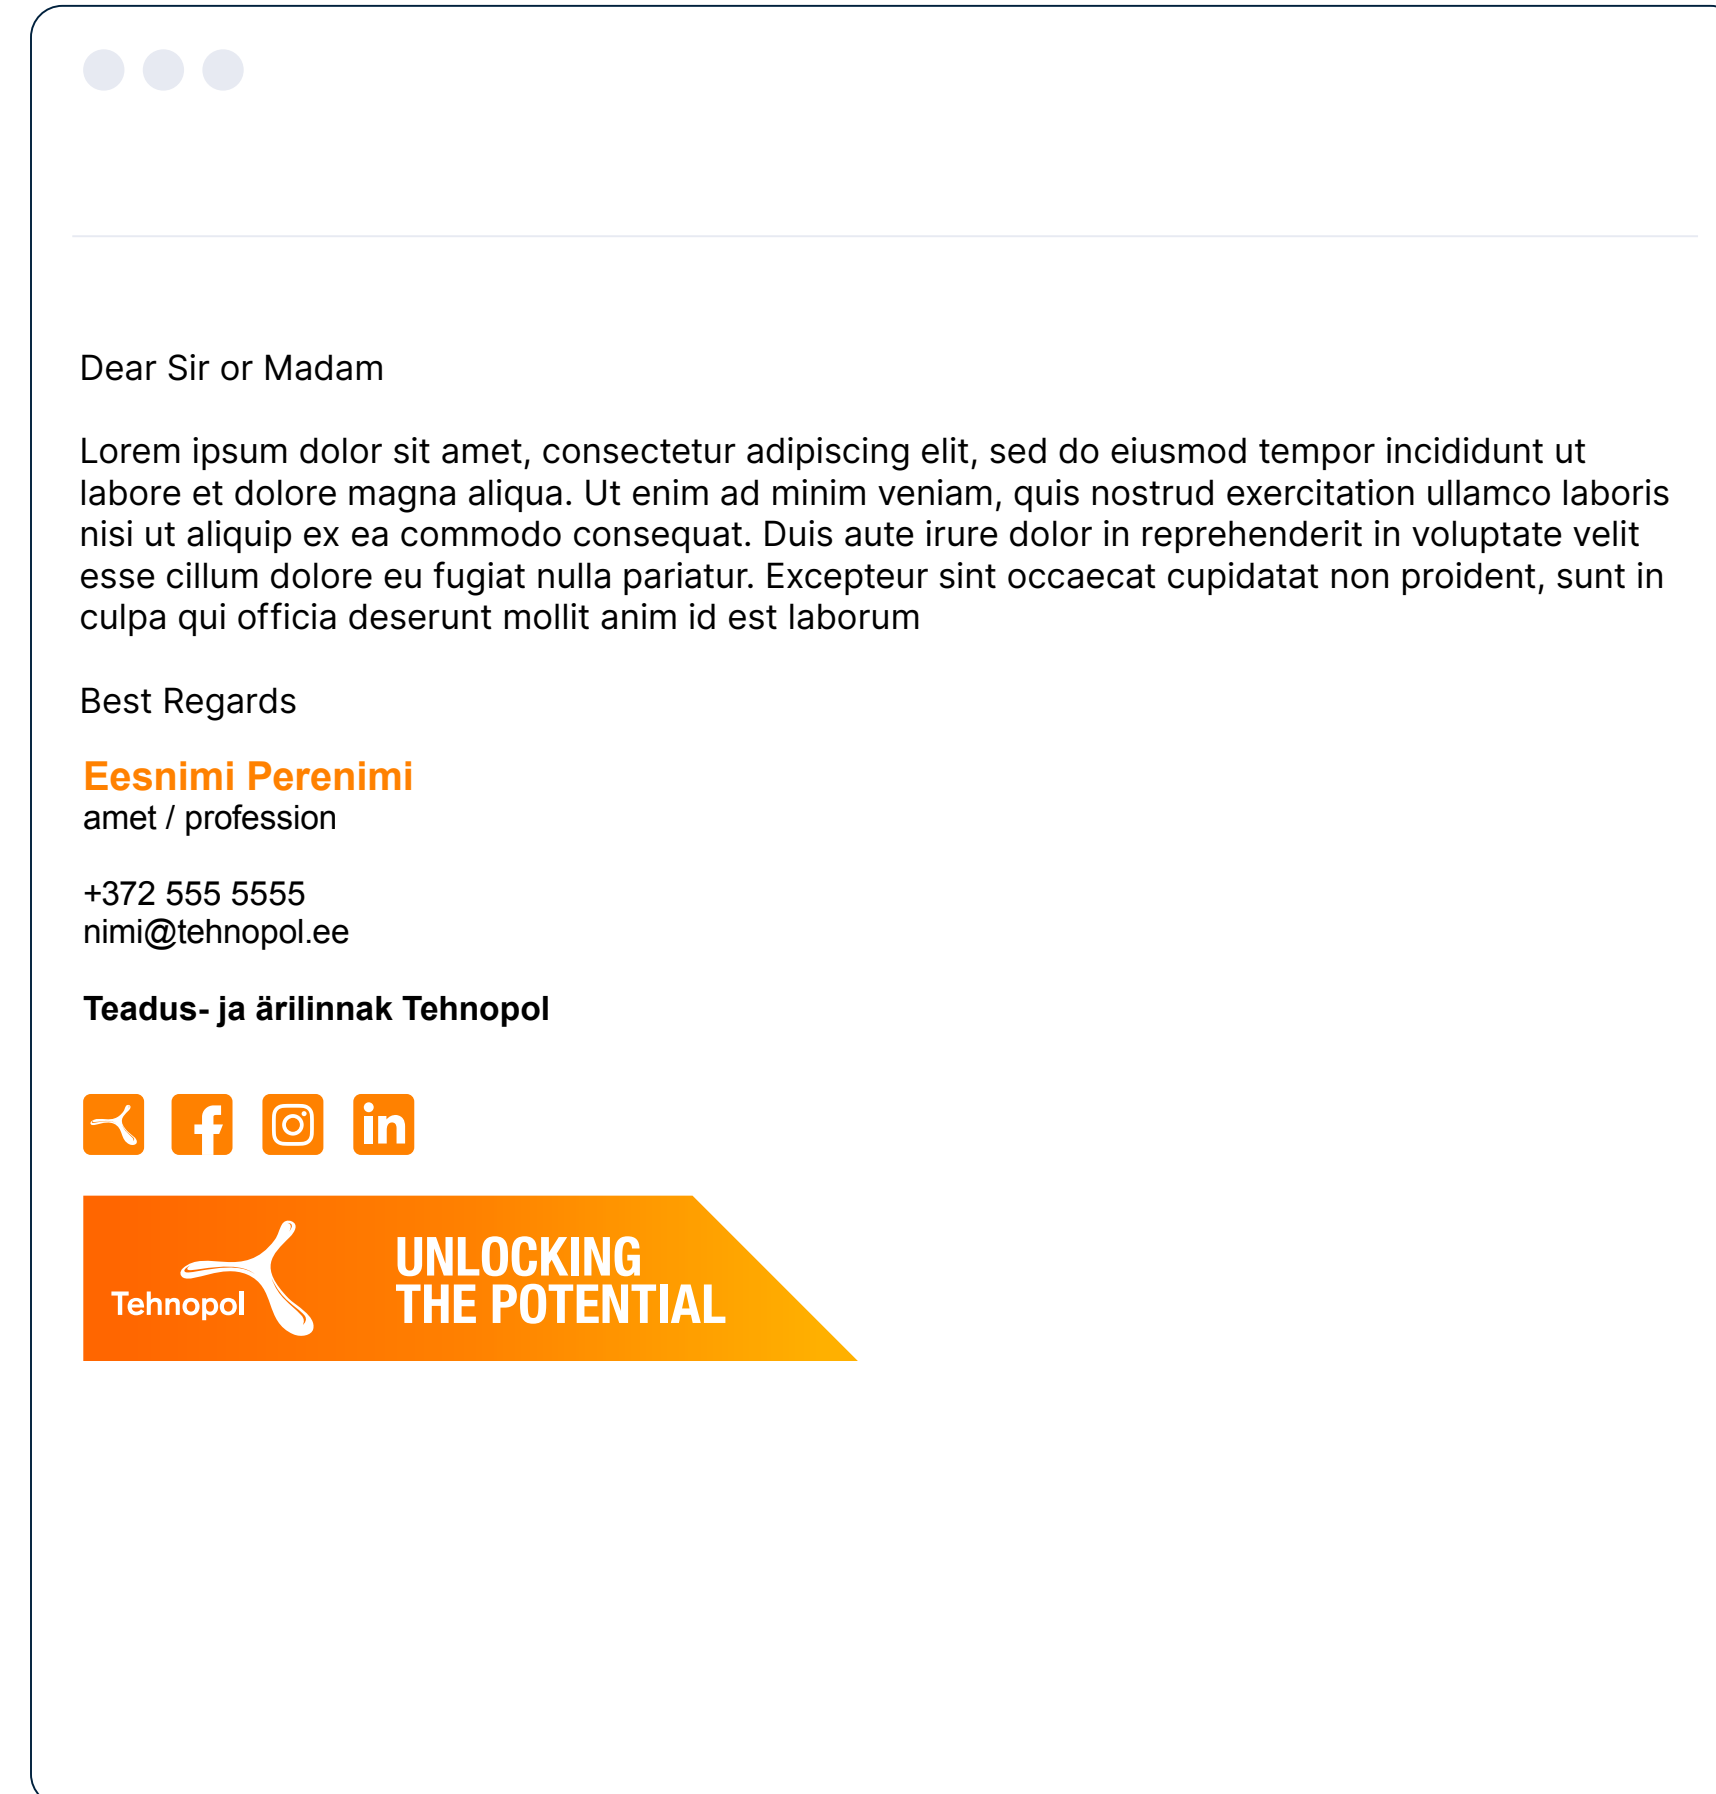 Dear Sir or Madam
Lorem ipsum dolor sit amet, consectetur adipiscing elit, sed do eiusmod tempor incididunt ut
labore et dolore magna aliqua. Ut enim ad minim veniam, quis nostrud exercitation ullamco laboris
nisi ut aliquip ex ea commodo consequat. Duis aute irure dolor in reprehenderit in voluptate velit
esse cillum dolore eu fugiat nulla pariatur. Excepteur sint occaecat cupidatat non proident, sunt in
culpa qui officia deserunt mollit anim id est laborum
Best Regards
Eesnimi Perenimi
amet / profession
+372 555 5555
nimi@tehnopol.ee
Teadus- ja ärilinnak Tehnopol
in
Tehnopol
UNLOCKING
THE POTENTIAL